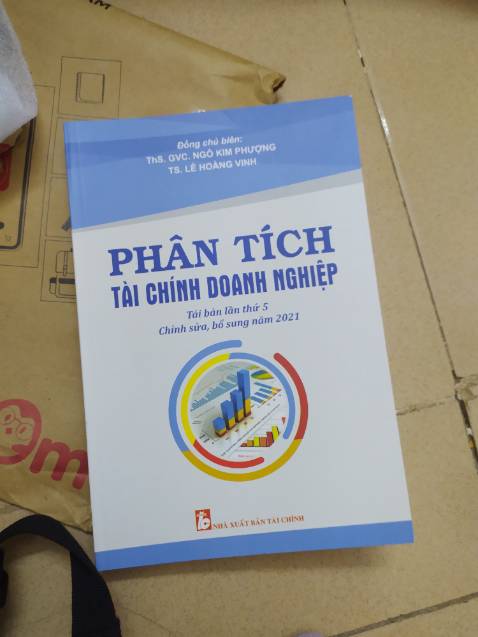 AM
Đồng chủ biên:
ThS. GVC. NGÔ KIM PHƯỢNG
TS. LÊ HOÀNG VINH
PHÂN TÍCH
TÀI CHÍNH DOANH NGHIỆP
Tái bản lần thứ 5
Chỉnh sửa, bổ sung năm 2021
NHÀ XUẤT BẢN TÀI CHÍNH